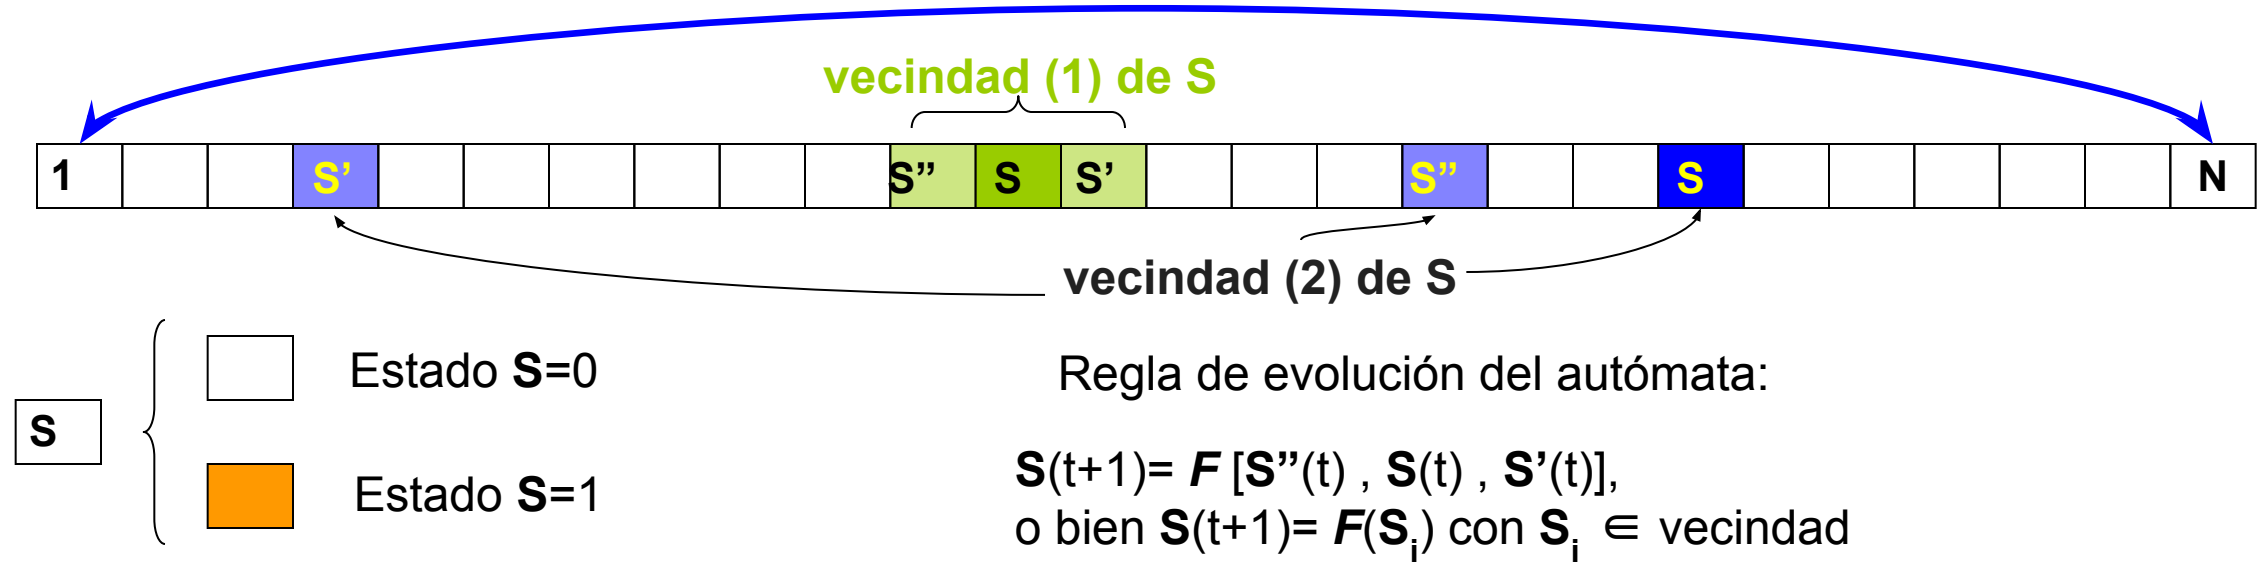 vecindad (1) de S
1 S’ S” S S’ S” S N
vecindad (2) de S
Estado S=0
Regla de evolución del autómata:
S
Estado S=1
S(t+1)= F [S”(t) , S(t) , S’(t)],
o bien S(t+1)= F(Si) con Si ∈ vecindad